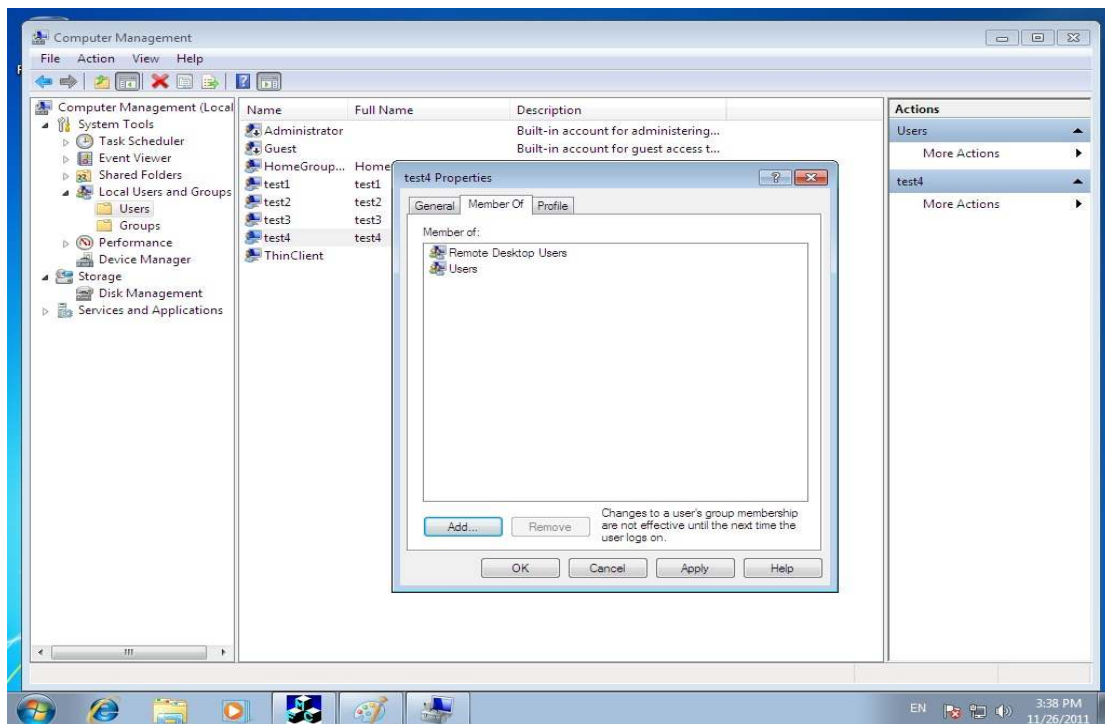 Computer Management
File Action View Help
Computer Management (Local
System Tools
Task Scheduler
Event Viewer
Shared Folders
Local Users and Groups
Users
Groups
Performance
Device Manager
Storage
Disk Management
Services and Applications
Name Full Name Description
Administrator Built-in account for administering...
Guest Built-in account for guest access t...
HomeGroup... Home
test1 test1
test2 test2
test3 test3
test4 test4
ThinClient
Actions
Users
More Actions
test4
More Actions
test4 Properties
General Member Of Profile
Member of:
Remote Desktop Users
Users
Add... Remove
Changes to a user's group membership
are not effective until the next time the
user logs on.
OK Cancel Apply Help
EN
3:38 PM
11/26/2011